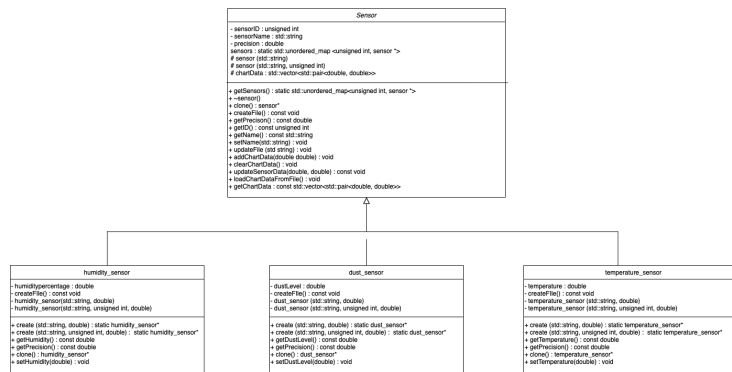 Sensor
- sensorID : unsigned int
- sensorName : std::string
- precision : double
sensors : static std::unordered_map <unsigned int, sensor *>
# sensor (std::string)
# sensor (std::string, unsigned int)
# chartData : std::vector<std::pair<double, double>>
+ getSensors() : static std::unordered_map<unsigned int, sensor *>
+ ~sensor()
+ clone() : sensor*
+ createFile() : const void
+ getPrecison() : const double
+ getID() : const unsigned int
+ getName() : const std::string
+ setName(std::string) : void
+ updateFile (std string) : void
+ addChartData(double double) : void
+ clearChartData() : void
+ updateSensorData(double, double) : const void
+ loadChartDataFromFile() : void
+ getChartData : const std::vector<std::pair<double, double>>
humidity_sensor
- humiditypercentage : double
- createFIle() : const void
- humidity_sensor(std::string, double)
- humidity_sensor(std::string, unsigned int, double)
+ create (std::string, double) : static humidity_sensor*
+ create (std::string, unsigned int, double) : static humidity_sensor*
+ getHumidity() : const double
+ getPrecision() : const double
+ clone() : humidity_sensor*
+ setHumidity(double) : void
dust_sensor
- dustLevel : double
- createFIle() : const void
- dust_sensor (std::string, double)
- dust_sensor (std::string, unsigned int, double)
+ create (std::string, double) : static dust_sensor*
+ create (std::string, unsigned int, double) : static dust_sensor*
+ getDustLevel() : const double
+ getPrecision() : const double
+ clone() : dust_sensor*
+ setDustLevel(double) : void
temperature_sensor
- temperature : double
- createFIle() : const void
- temperature_sensor (std::string, double)
- temperature_sensor (std::string, unsigned int, double)
+ create (std::string, double) : static temperature_sensor*
+ create (std::string, unsigned int, double) : static temperature_sensor*
+ getTemperature() : const double
+ getPrecision() : const double
+ clone() : temperature_sensor*
+ setTemperature(double) : void